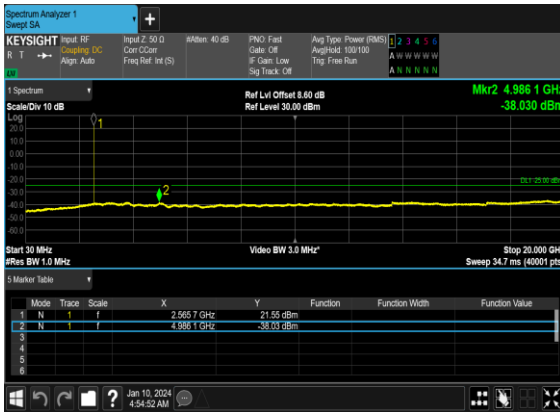 Spectrum Analyzer 1
Swept SA
+
KEYSIGHT
R T
LW
Input: RF
Coupling: DC
Align: Auto
Input Z: 50 Ω
Corr CCorr
Freq Ref: Int (S)
#Atten: 40 dB
PNO: Fast
Gate: Off
IF Gain: Low
Sig Track: Off
Avg Type: Power (RMS)
Avg|Hold: 100/100
Trig: Free Run
1 2 3 4 5 6
A W W W W W
A N N N N N
1 Spectrum
Scale/Div 10 dB
Ref Lvl Offset 8.60 dB
Ref Level 30.00 dBm
Mkr2 4.986 1 GHz
-38.030 dBm
Log
20.0
10.0
0.00
-10.0
-20.0
-30.0
-40.0
-50.0
-60.0
1
2
DL1 -25.00 dBm
Start 30 MHz
#Res BW 1.0 MHz
Video BW 3.0 MHz*
Stop 20.000 GHz
Sweep 34.7 ms (40001 pts)
5 Marker Table
Mode Trace Scale X Y Function Function Width Function Value
1 N 1 f 2.565 7 GHz 21.55 dBm
2 N 1 f 4.986 1 GHz -38.03 dBm
3
4
5
6
?
Jan 10, 2024
4:54:52 AM